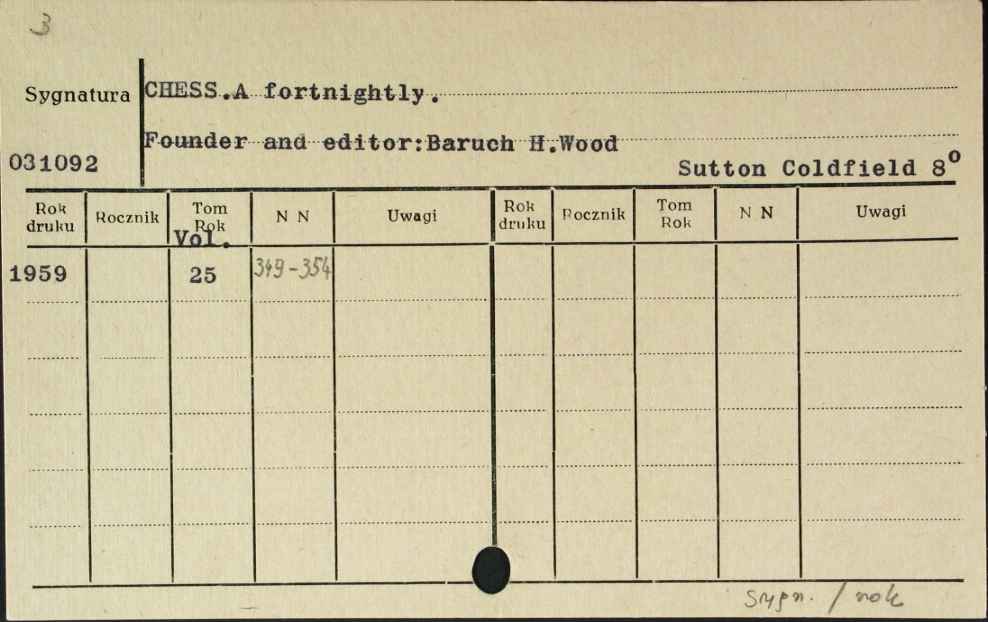 3
Sygnatura CHESS.A fortnightly.
Founder and editor:Baruch H.Wood
031092 Sutton Coldfield 8º
Rok druku Rocznik Tom Rok N N Uwagi Rok druku Rocznik Tom Rok N N Uwagi
Vol.
1959 25 349-354
Sygn. / rok